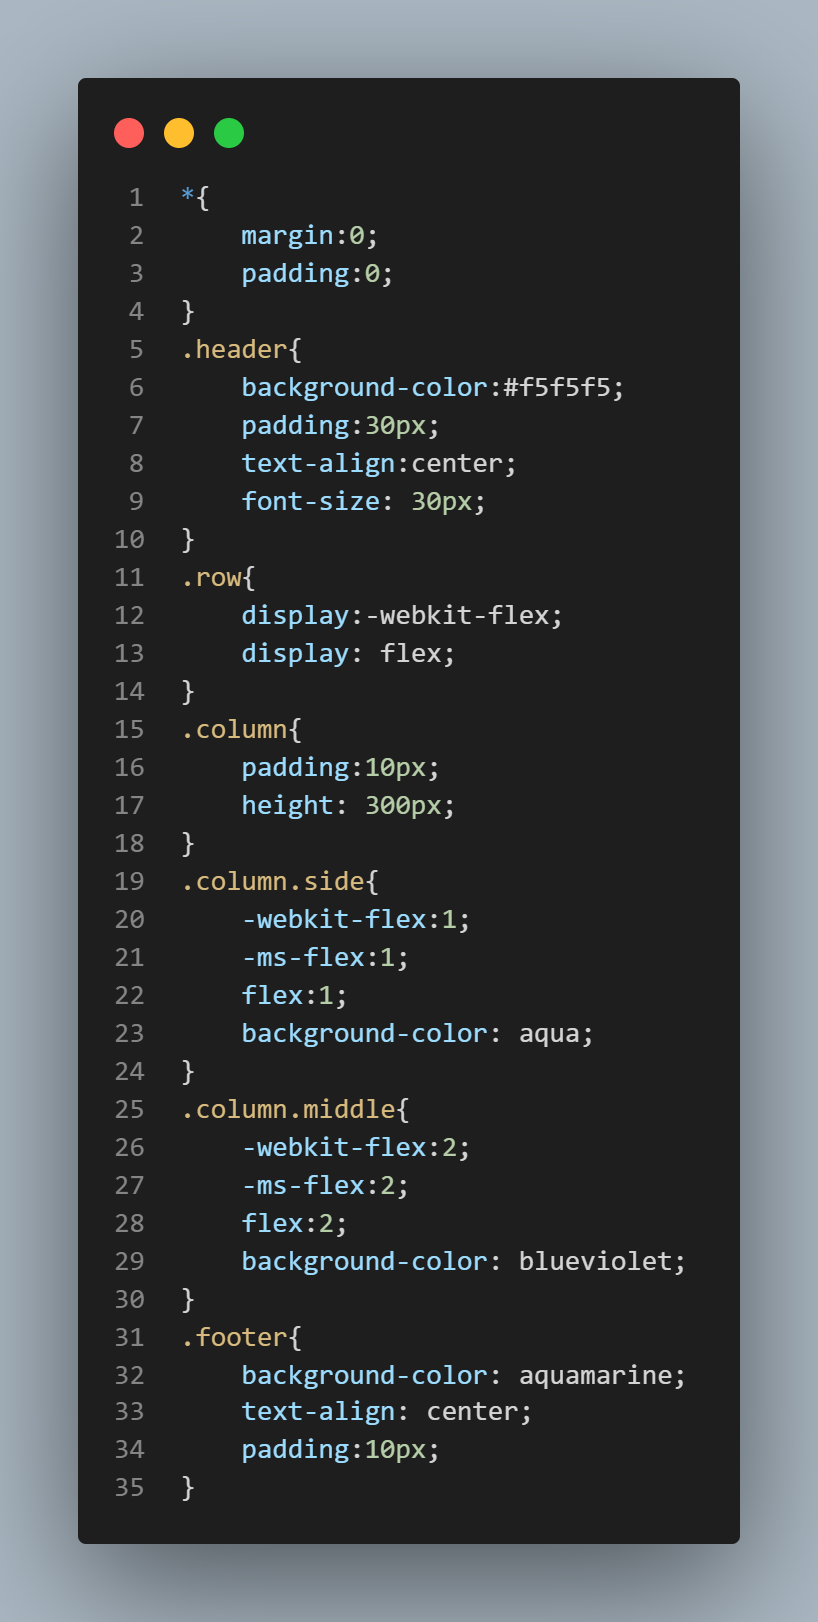 1 *{
2     margin:0;
3     padding:0;
4 }
5 .header{
6     background-color:#f5f5f5;
7     padding:30px;
8     text-align:center;
9     font-size: 30px;
10 }
11 .row{
12     display:-webkit-flex;
13     display: flex;
14 }
15 .column{
16     padding:10px;
17     height: 300px;
18 }
19 .column.side{
20     -webkit-flex:1;
21     -ms-flex:1;
22     flex:1;
23     background-color: aqua;
24 }
25 .column.middle{
26     -webkit-flex:2;
27     -ms-flex:2;
28     flex:2;
29     background-color: blueviolet;
30 }
31 .footer{
32     background-color: aquamarine;
33     text-align: center;
34     padding:10px;
35 }